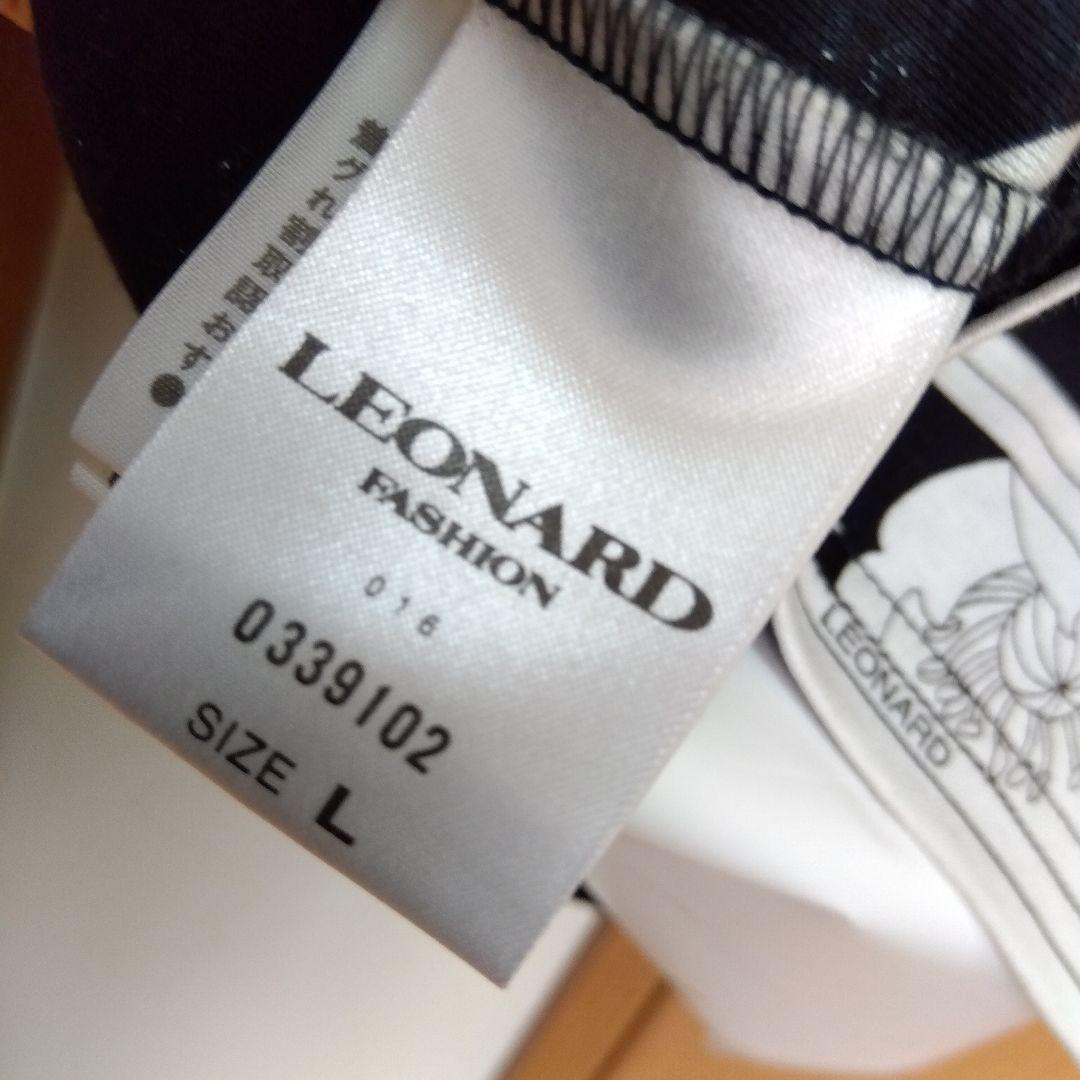 LEONARD
FASHION
016
0339102
SIZE L
LEONARD